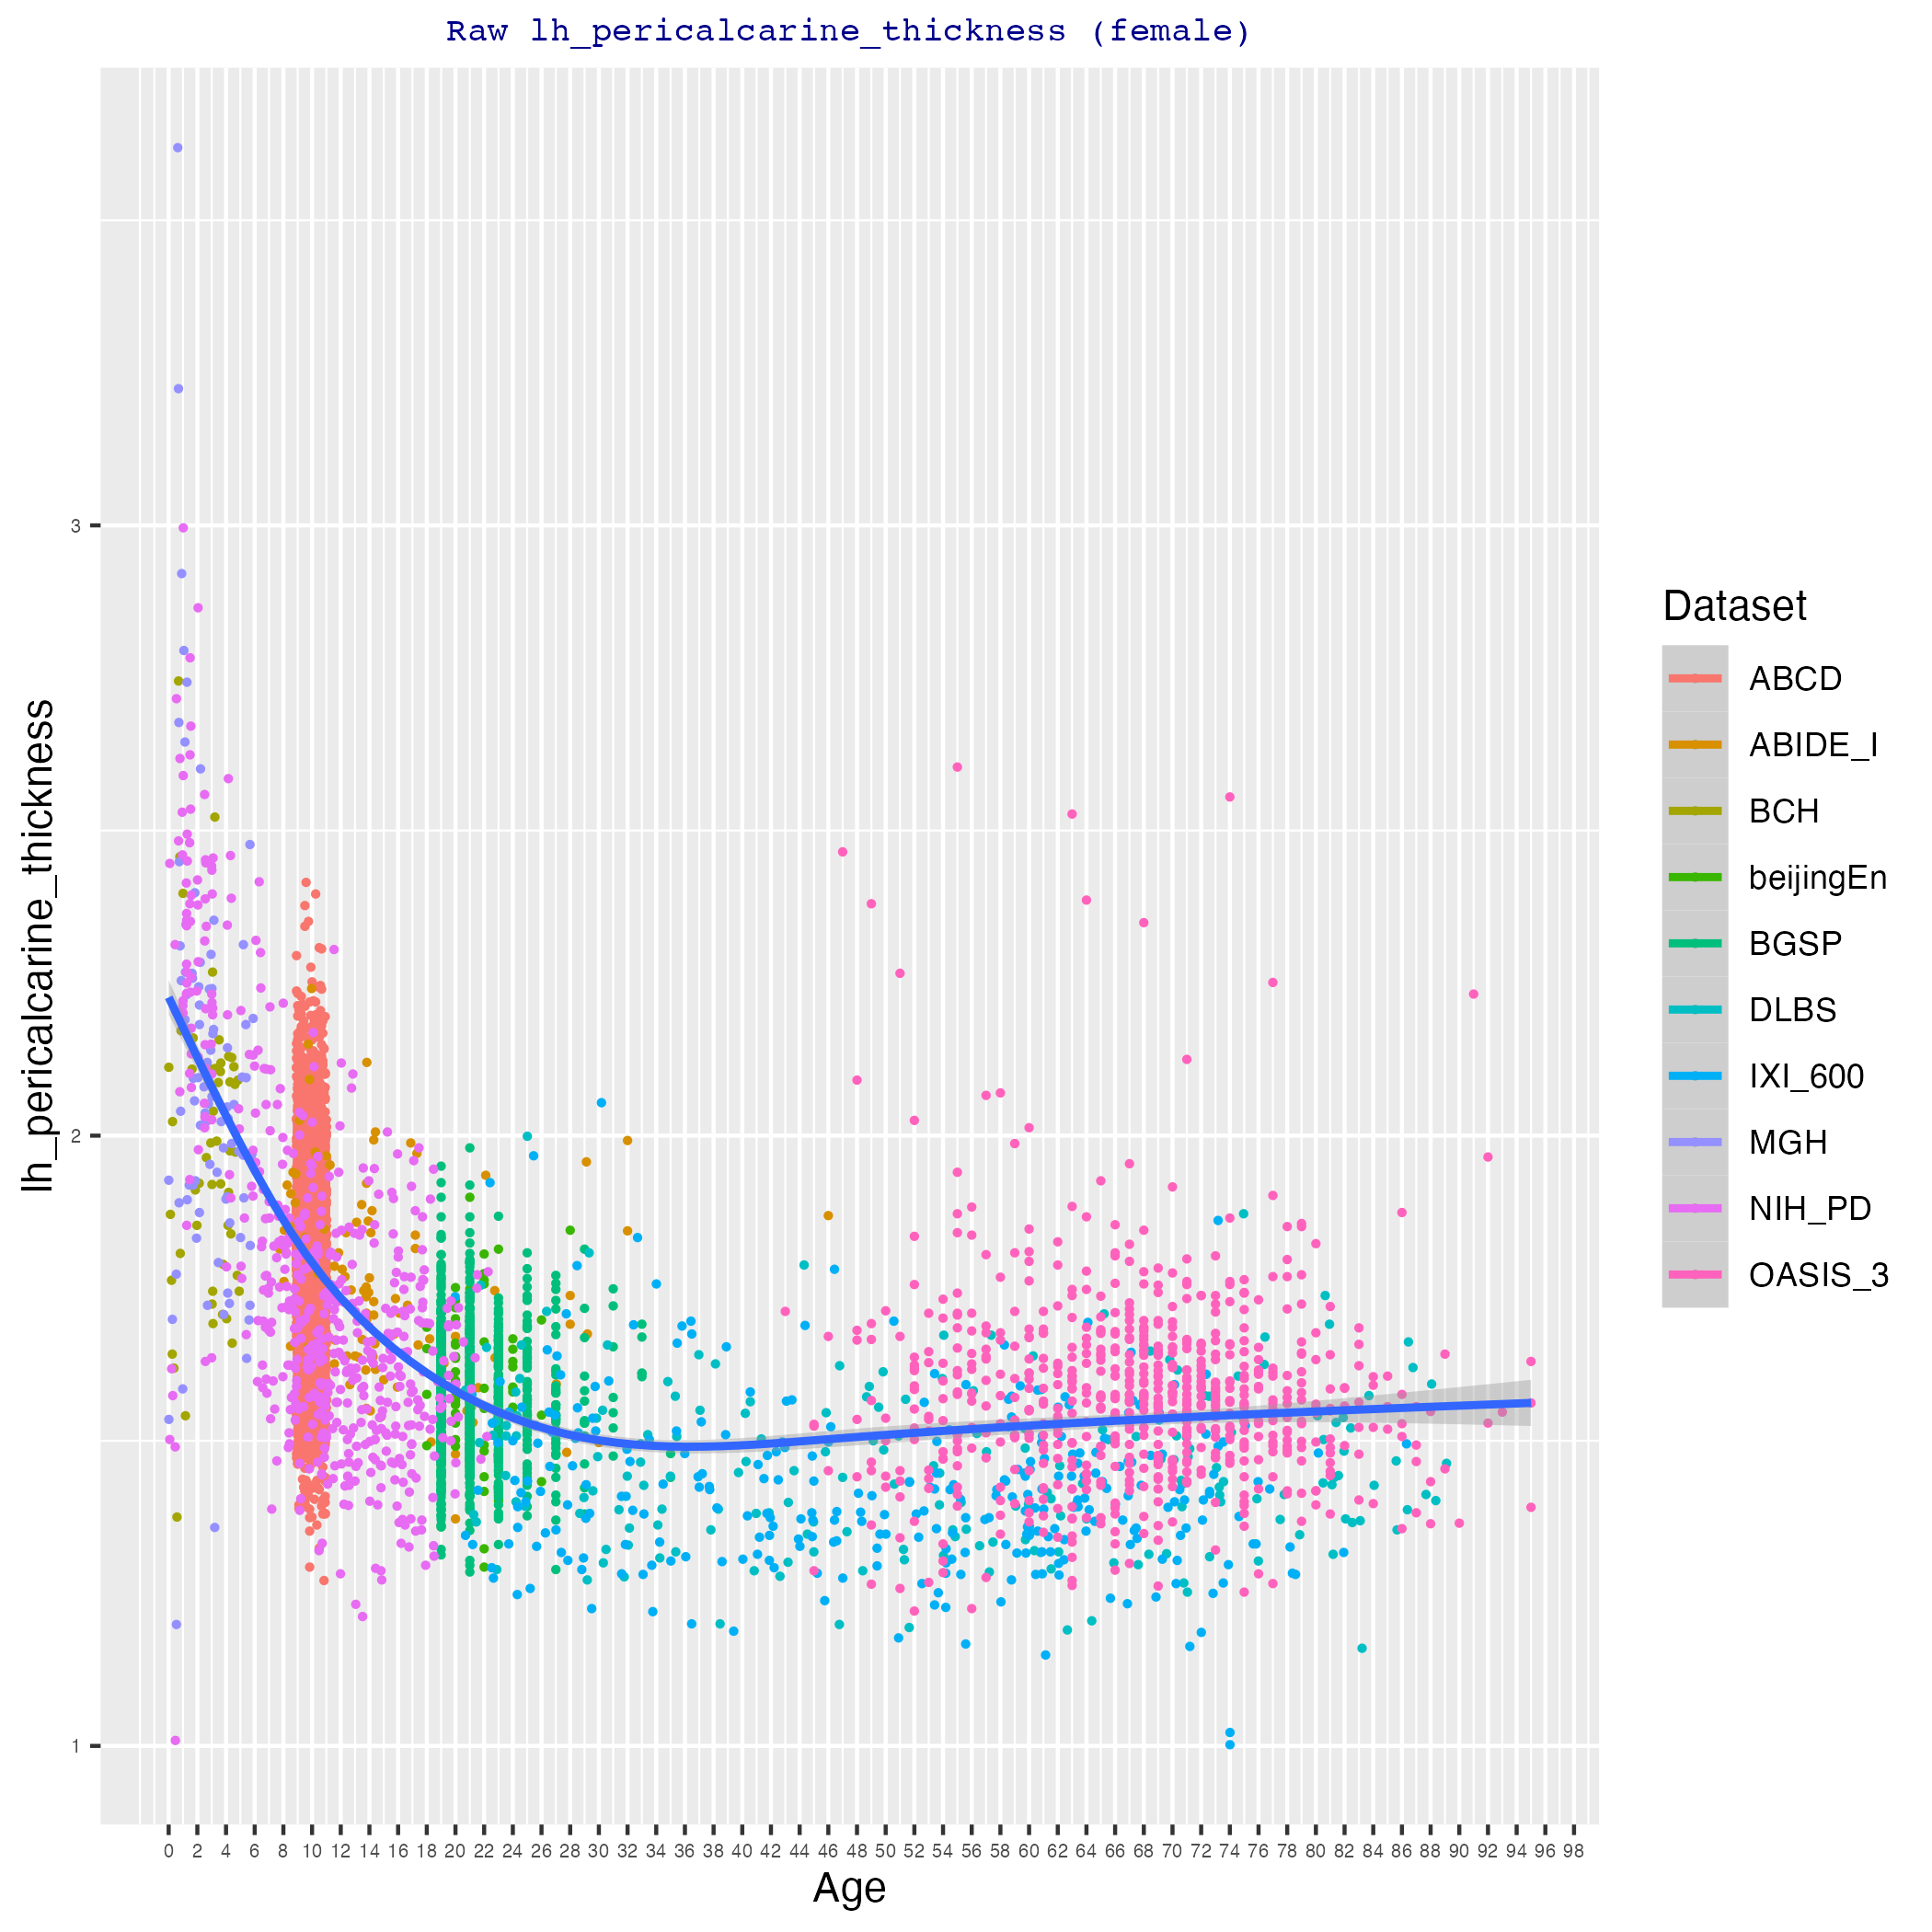 Raw lh_pericalcarine_thickness (female)
lh_pericalcarine_thickness
3
2
1
0 2 4 6 8 10 12 14 16 18 20 22 24 26 28 30 32 34 36 38 40 42 44 46 48 50 52 54 56 58 60 62 64 66 68 70 72 74 76 78 80 82 84 86 88 90 92 94 96 98
Age
Dataset
ABCD
ABIDE_I
BCH
beijingEn
BGSP
DLBS
IXI_600
MGH
NIH_PD
OASIS_3